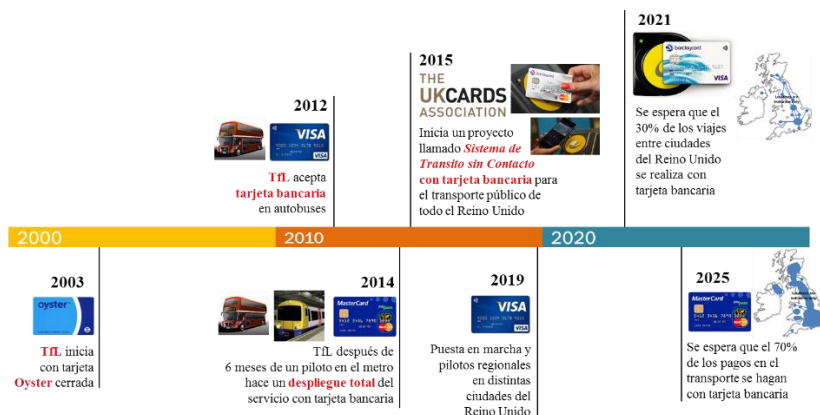 2021
2015
THE
UKCARDS
ASSOCIATION
barclaycard
VISA
2012
VISA
TfL acepta
tarjeta bancaria
en autobuses
Inicia un proyecto
llamado Sistema de
Transito sin Contacto
con tarjeta bancaria para
el transporte público de
todo el Reino Unido
Se espera que el
30% de los viajes
entre ciudades
del Reino Unido
se realiza con
tarjeta bancaria
2000
2010
2020
2003
oyster
TfL inicia
con tarjeta
Oyster cerrada
2014
MasterCard
TfL después de
6 meses de un piloto en el metro
hace un despliegue total del
servicio con tarjeta bancaria
2019
VISA
Puesta en marcha y
pilotos regionales
en distintas
ciudades del
Reino Unido
2025
MasterCard
Se espera que el 70%
de los pagos en el
transporte se hagan
con tarjeta bancaria